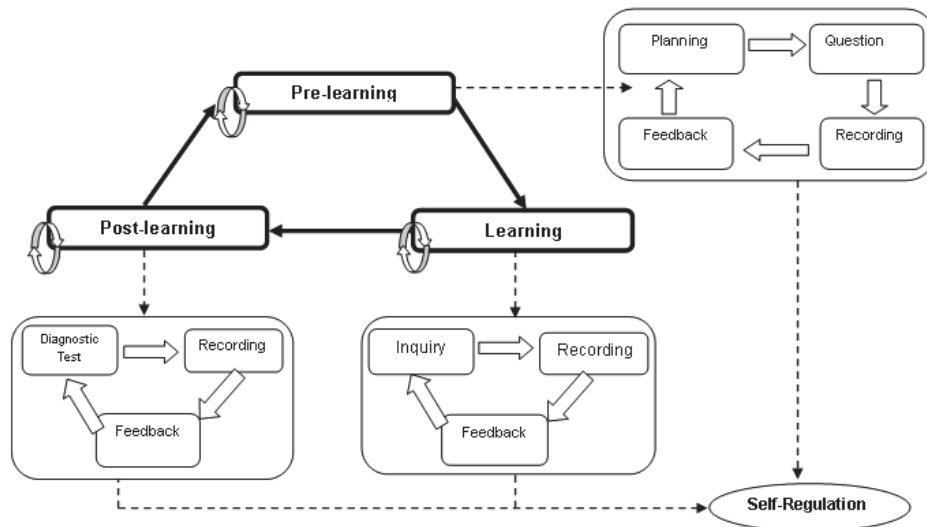 Planning
Question
Pre-learning
Feedback
Recording
Post-learning
Learning
Diagnostic
Test
Recording
Inquiry
Recording
Feedback
Feedback
Self-Regulation